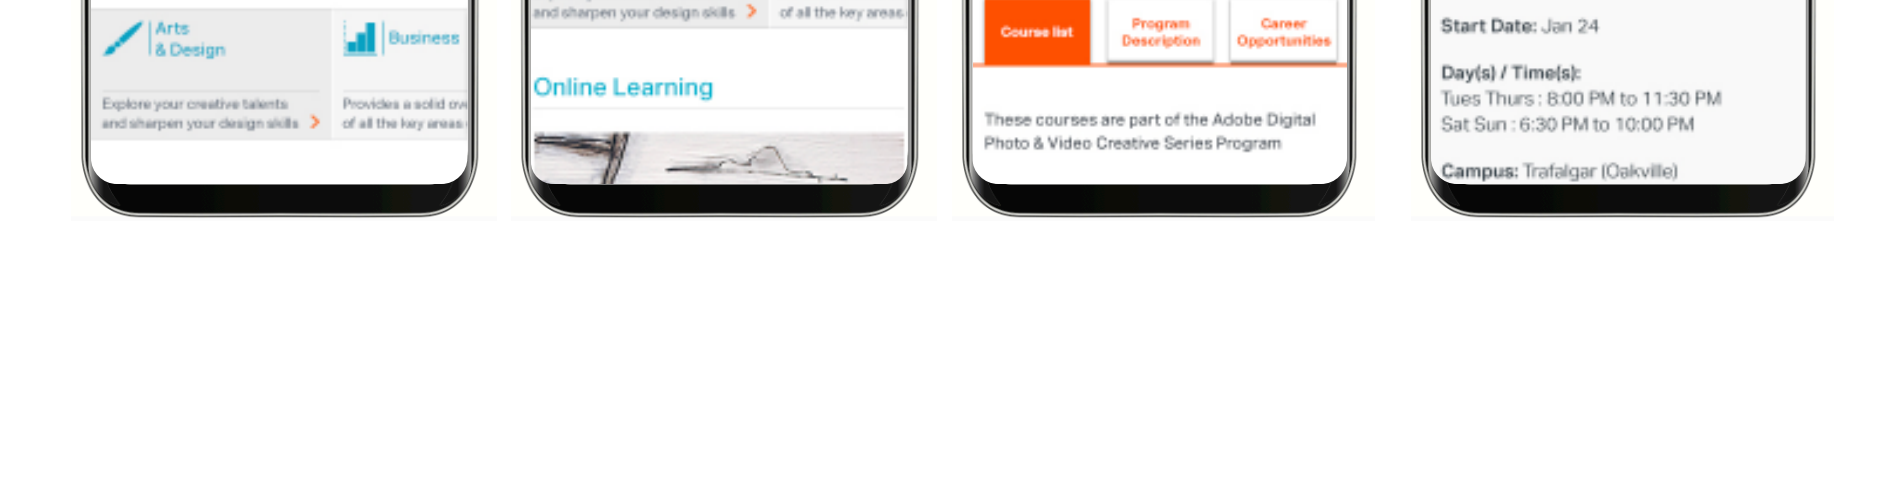 Arts
& Design
Business
Explore your creative talents
and sharpen your design skills
Provides a solid
of all the key areas
and sharpen your design skills
of all the key areas
Online Learning
Course list
Program
Description
Career
Opportunities
These courses are part of the Adobe Digital
Photo & Video Creative Series Program
Start Date: Jan 24
Day(s) / Time(s):
Tues Thurs : 8:00 PM to 11:30 PM
Sat Sun : 6:30 PM to 10:00 PM
Campus: Trafalgar (Oakville)